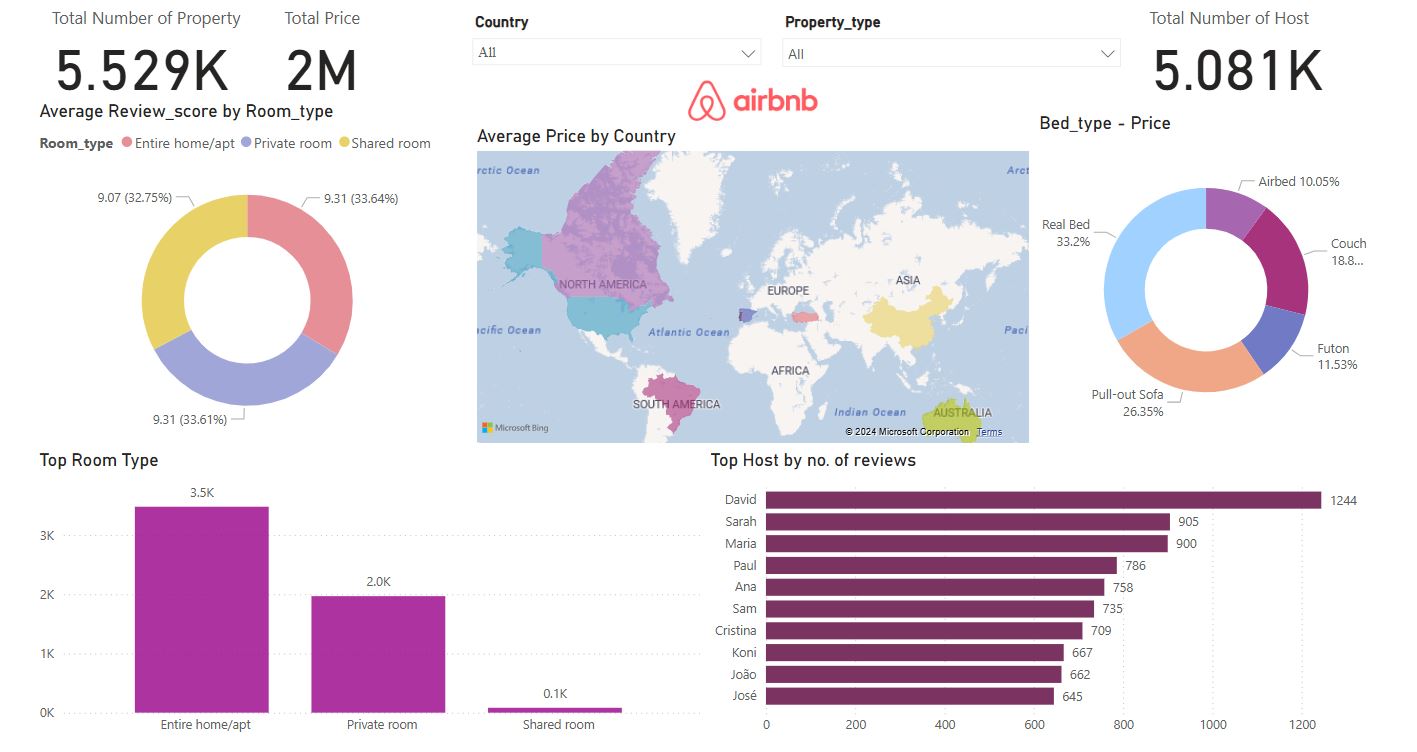 Total Number of Property
5.529K
Total Price
2M
Country
All
Property_type
All
Total Number of Host
5.081K
airbnb
Average Review_score by Room_type
Room_type Entire home/apt Private room Shared room
9.07 (32.75%)
9.31 (33.64%)
9.31 (33.61%)
Average Price by Country
rctic Ocean
Arct
NORTH AMERICA
EUROPE
ASIA
acific Ocean
Atlantic Ocean
Paci
AFRICA
SOUTH AMERICA
Indian Ocean
AUSTRALIA
Microsoft Bing
© 2024 Microsoft Corporation Terms
Bed_type - Price
Airbed 10.05%
Real Bed
33.2%
Couch
18.8...
Futon
11.53%
Pull-out Sofa
26.35%
Top Room Type
3.5K
3K
2.0K
2K
1K
0.1K
0K
Entire home/apt
Private room
Shared room
Top Host by no. of reviews
David 1244
Sarah 905
Maria 900
Paul 786
Ana 758
Sam 735
Cristina 709
Koni 667
João 662
José 645
0 200 400 600 800 1000 1200